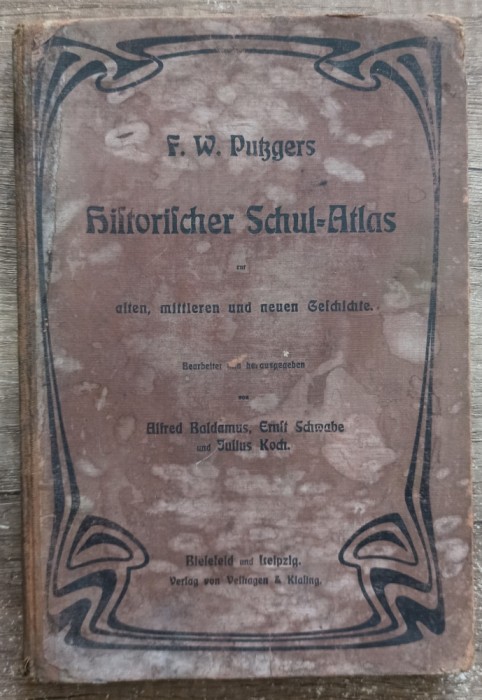 F. W. Putzgers
Historischer Schul-Atlas
zur
alten, mittleren und neuen Geschichte.
Bearbeitet und herausgegeben
von
Alfred Baldamus, Ernst Schwabe
und Julius Koch.
Bielefeld und Leipzig.
Verlag von Velhagen & Klasing.